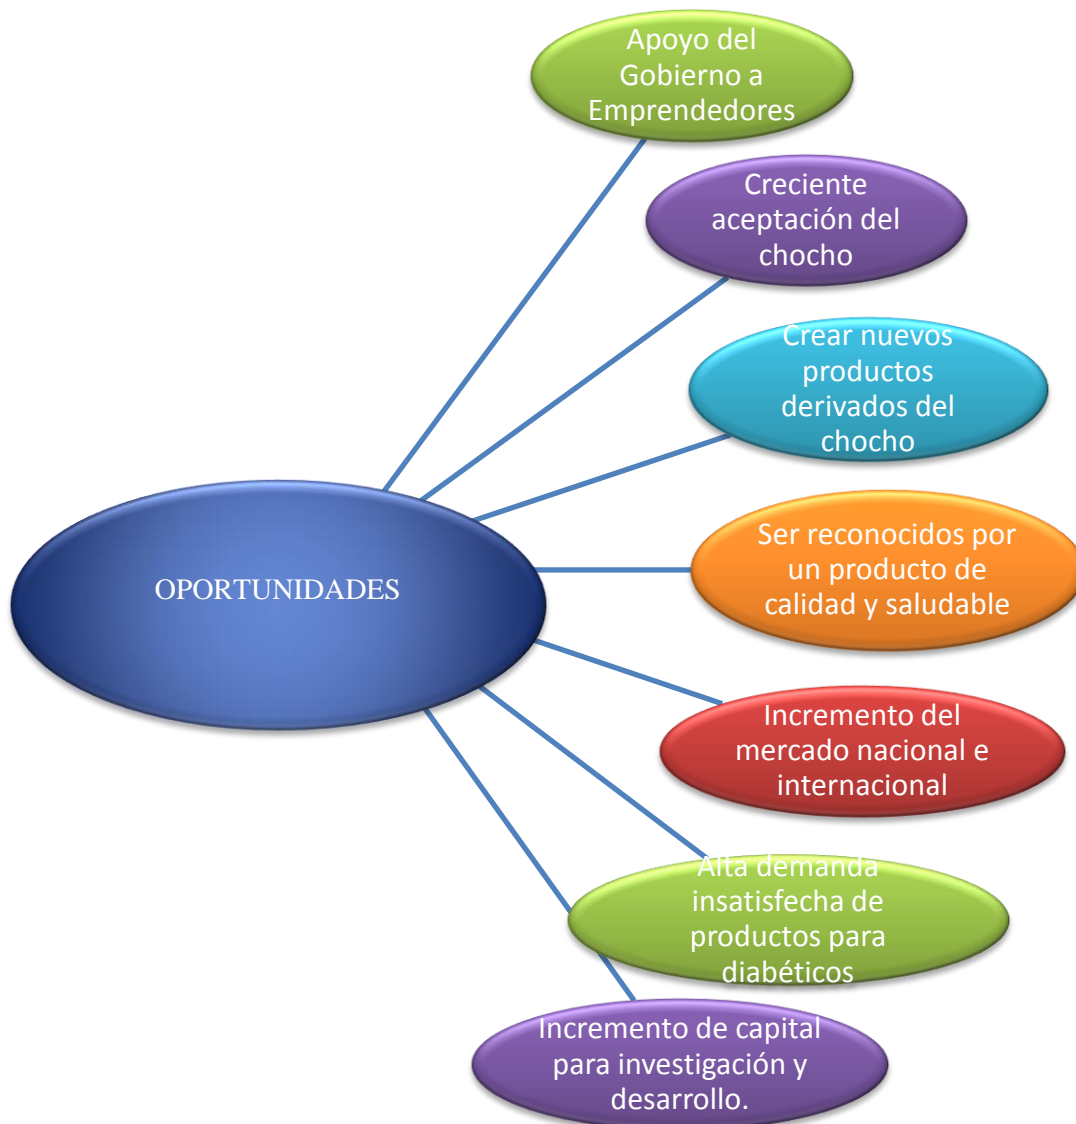 Apoyo del
Gobierno a
Emprendedores
Creciente
aceptación del
chocho
Crear nuevos
productos
derivados del
chocho
OPORTUNIDADES
Ser reconocidos por
un producto de
calidad y saludable
Incremento del
mercado nacional e
internacional
Alta demanda
insatisfecha de
productos para
diabéticos
Incremento de capital
para investigación y
desarrollo.